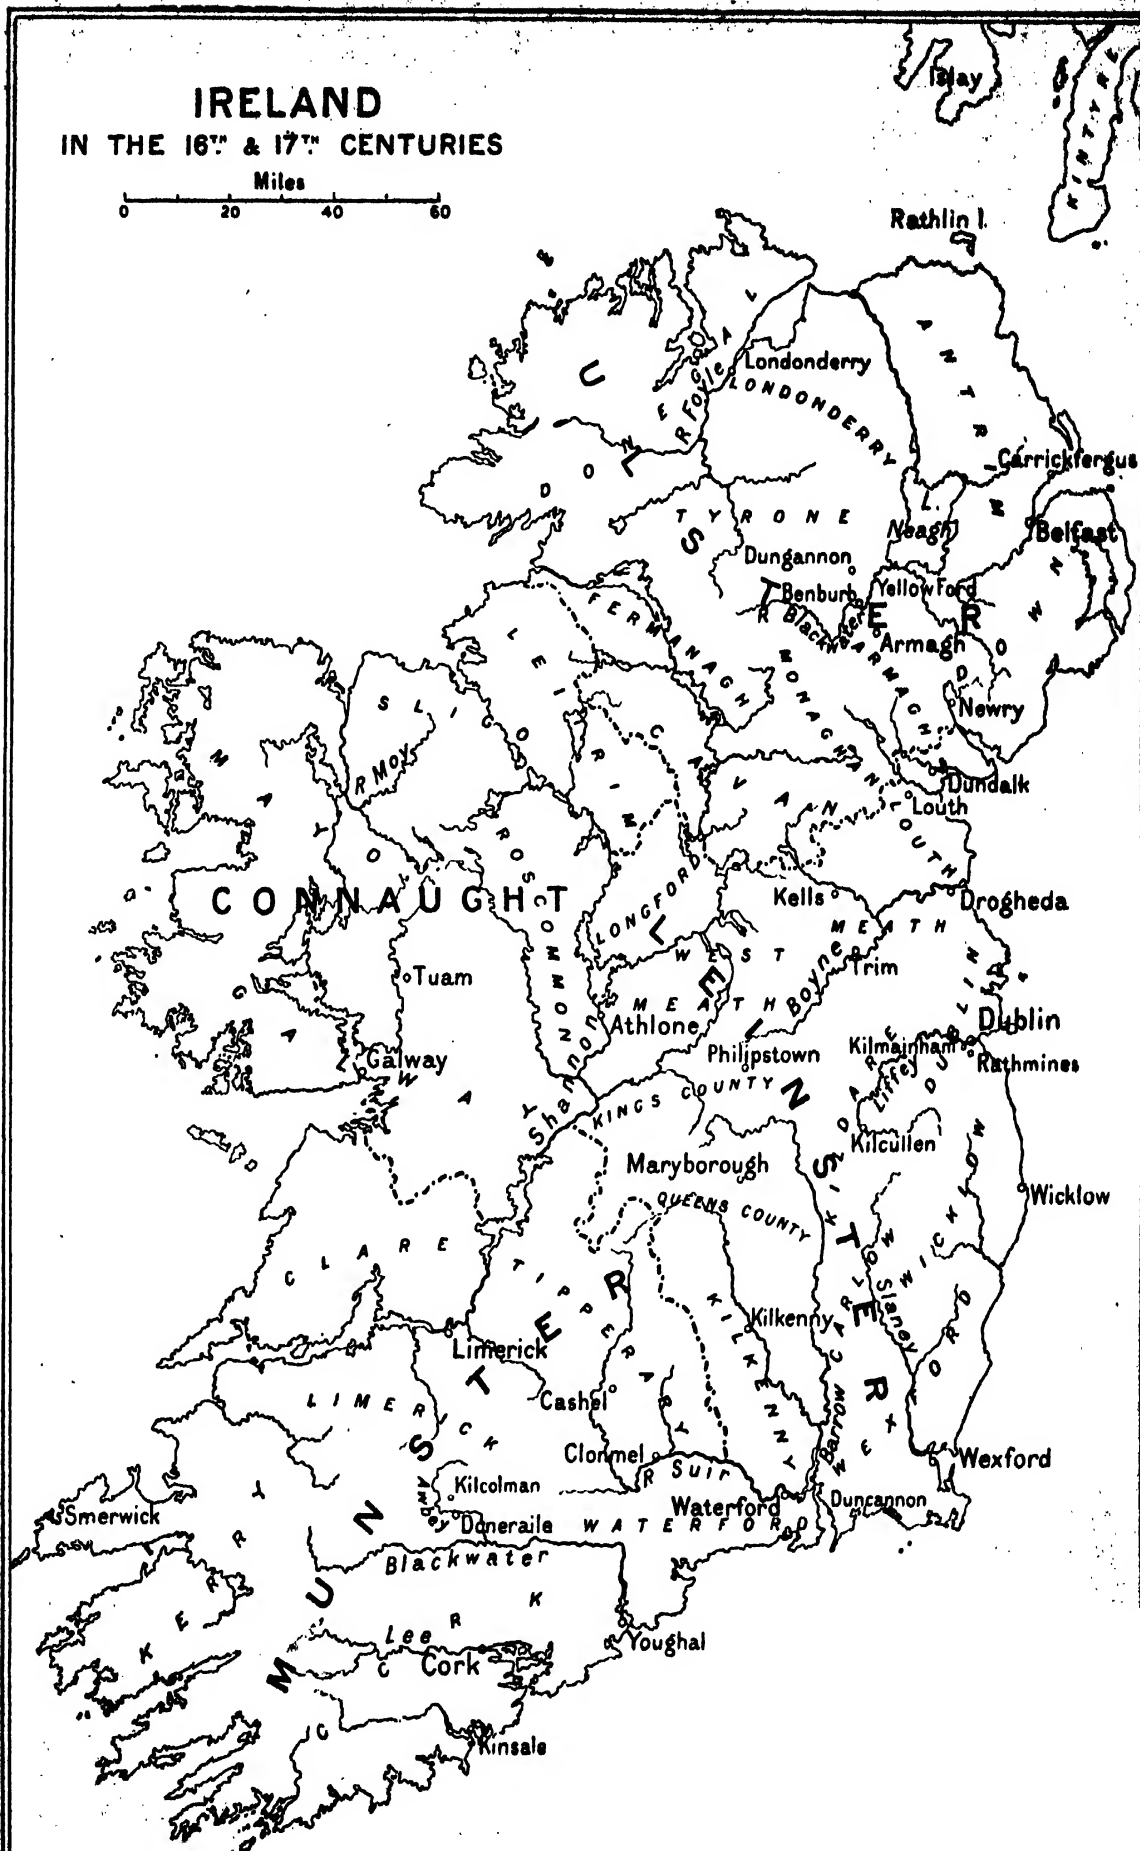 IRELAND
IN THE 16TH & 17TH CENTURIES
Miles
0 20 40 60
Islay
KINTYRE
Rathlin I.
ULSTER
DONEGAL
R Foyle
Londonderry
LONDONDERRY
ANTRIM
Carrickfergus
L. Neagh
Belfast
TYRONE
Dungannon
Benburb
Yellow Ford
R Blackwater
Armagh
ARMAGH
DOWN
Newry
FERMANAGH
MONAGHAN
Dundalk
Louth
LOUTH
CAVAN
LEITRIM
SLIGO
R Moy
MAYO
CONNAUGHT
ROSCOMMON
LONGFORD
Kells
Drogheda
MEATH
Trim
R Boyne
WEST MEATH
Tuam
GALWAY
Galway
Athlone
Shannon
LEINSTER
Philipstown
Kilmainham
Dublin
DUBLIN
Rathmines
Liffey
KILDARE
KINGS COUNTY
Kilcullen
Maryborough
QUEENS COUNTY
Wicklow
WICKLOW
CLARE
TIPPERARY
CARLOW
Slaney
Kilkenny
KILKENNY
Limerick
LIMERICK
Cashel
Barrow
WEXFORD
Wexford
Clonmel
R Suir
Waterford
Duncannon
WATERFORD
MUNSTER
Kilcolman
Awbey
Doneraile
Smerwick
KERRY
Blackwater
Lee
CORK
Cork
Youghal
Kinsale